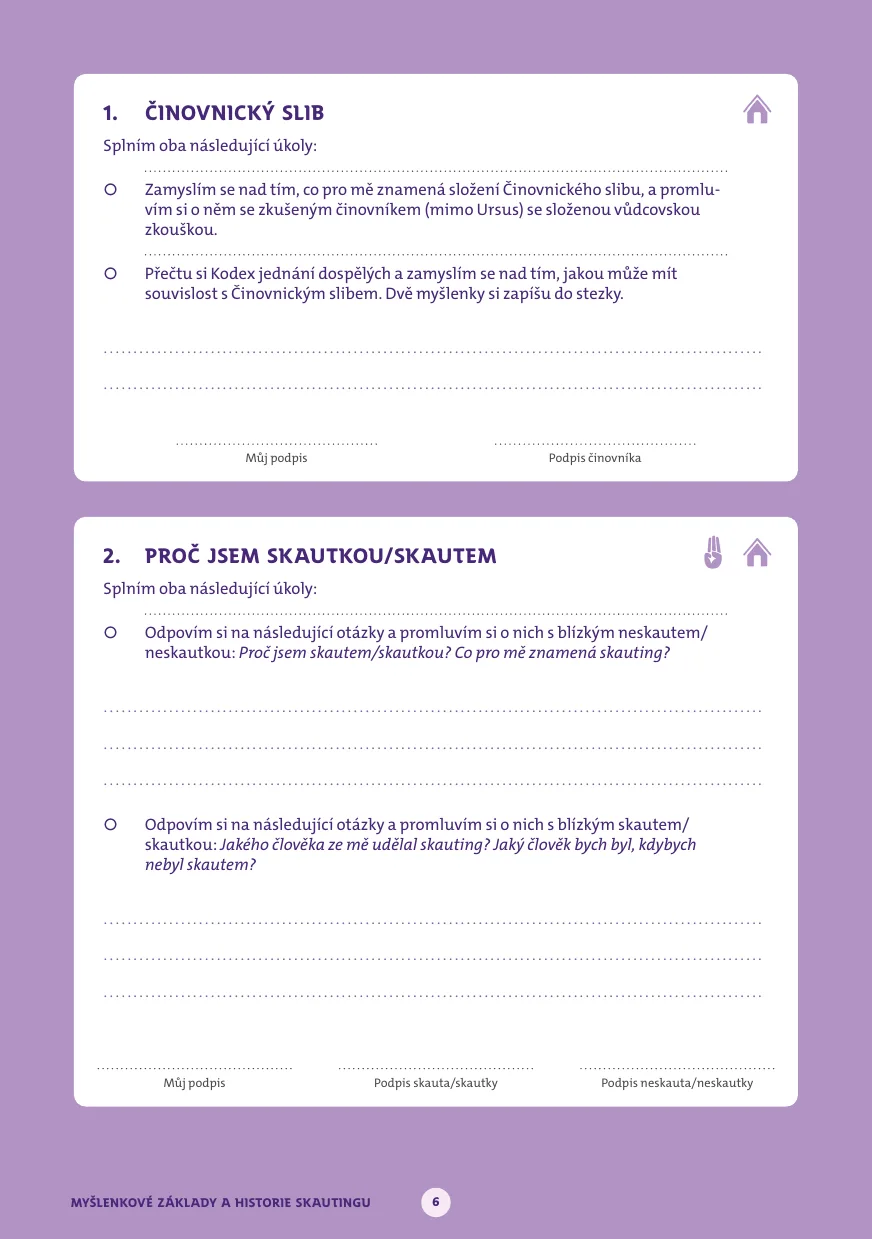 1. ČINOVNICKÝ SLIB
Splním oba následující úkoly:
Zamyslím se nad tím, co pro mě znamená složení Činovnického slibu, a promlu-
vím si o něm se zkušeným činovníkem (mimo Ursus) se složenou vůdcovskou
zkouškou.
Přečtu si Kodex jednání dospělých a zamyslím se nad tím, jakou může mít
souvislost s Činovnickým slibem. Dvě myšlenky si zapíšu do stezky.
Můj podpis
Podpis činovníka
2. PROČ JSEM SKAUTKOU/SKAUTEM
Splním oba následující úkoly:
Odpovím si na následující otázky a promluvím si o nich s blízkým neskautem/
neskautkou: Proč jsem skautem/skautkou? Co pro mě znamená skauting?
Odpovím si na následující otázky a promluvím si o nich s blízkým skautem/
skautkou: Jakého člověka ze mě udělal skauting? Jaký člověk bych byl, kdybych
nebyl skautem?
Můj podpis
Podpis skauta/skautky
Podpis neskauta/neskautky
MYŠLENKOVÉ ZÁKLADY A HISTORIE SKAUTINGU
6